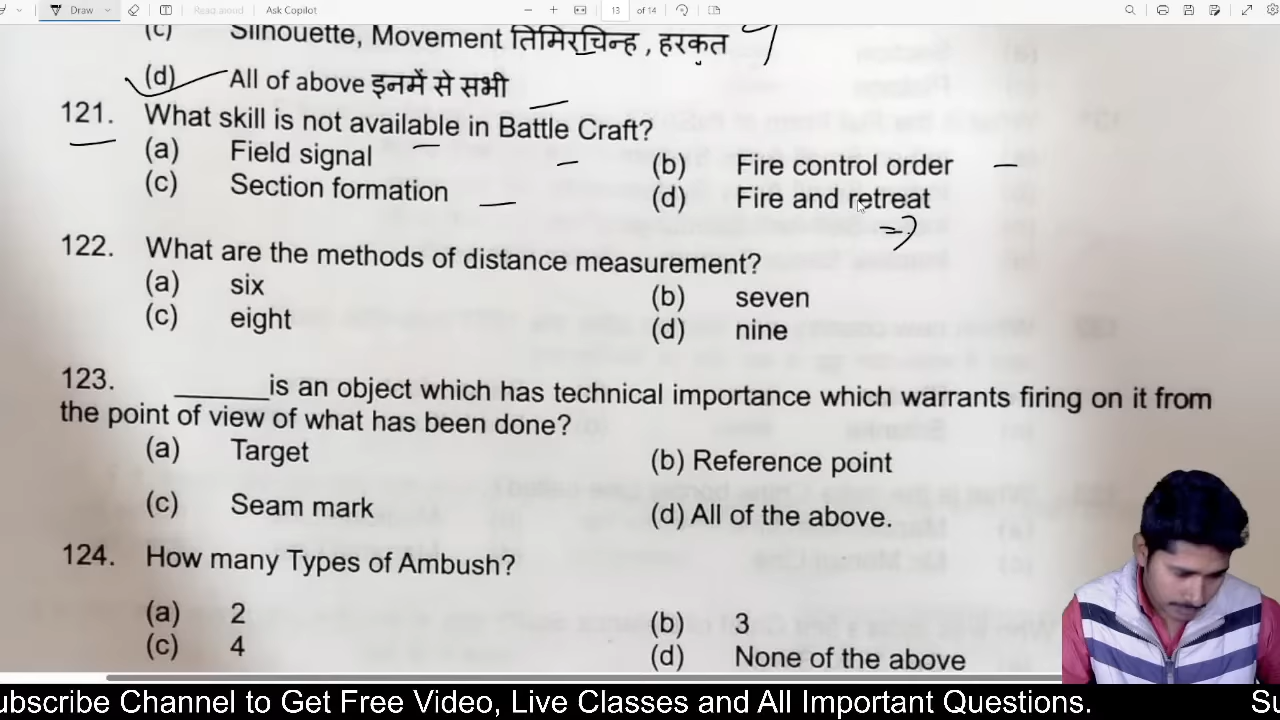 Draw
Read aloud
Ask Copilot
13 of 14
(c) Silhouette, Movement तिमिरचिन्ह , हरकृत
(d) All of above इनमें से सभी
121. What skill is not available in Battle Craft?
(a) Field signal (b) Fire control order
(c) Section formation (d) Fire and retreat
122. What are the methods of distance measurement?
(a) six (b) seven
(c) eight (d) nine
123. ______is an object which has technical importance which warrants firing on it from
the point of view of what has been done?
(a) Target (b) Reference point
(c) Seam mark (d) All of the above.
124. How many Types of Ambush?
(a) 2 (b) 3
(c) 4 (d) None of the above
ubscribe Channel to Get Free Video, Live Classes and All Important Questions. Su